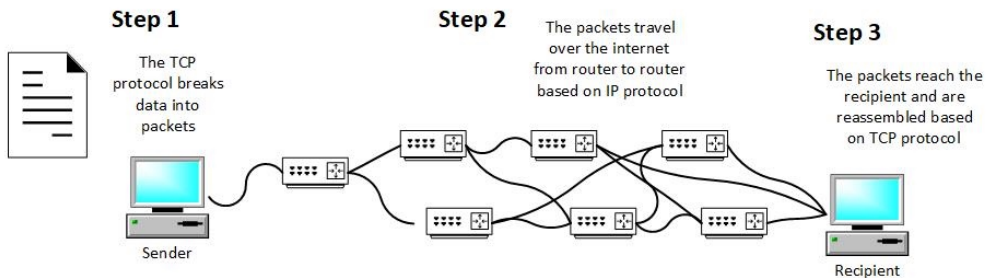 Step 1
The TCP
protocol breaks
data into
packets
Sender
Step 2
The packets travel
over the internet
from router to router
based on IP protocol
Step 3
The packets reach the
recipient and are
reassembled based
on TCP protocol
Recipient